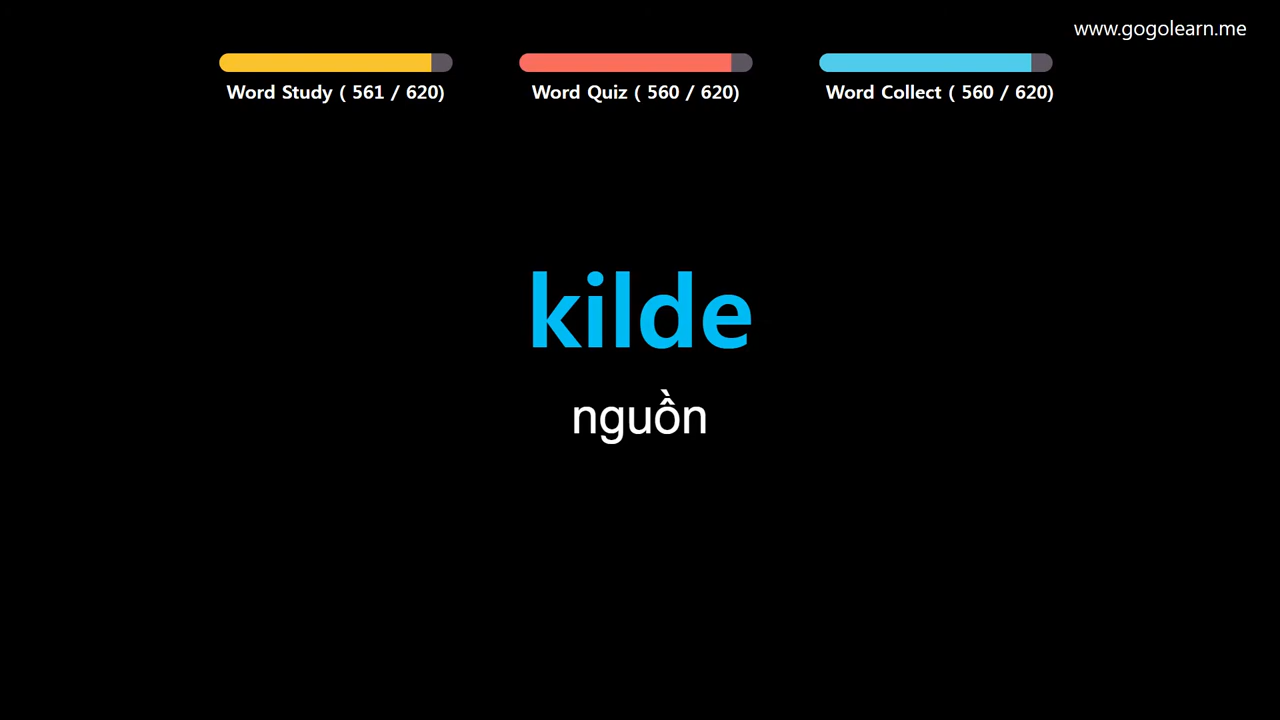 www.gogolearn.me
Word Study ( 561 / 620)
Word Quiz ( 560 / 620)
Word Collect ( 560 / 620)
kilde
nguồn